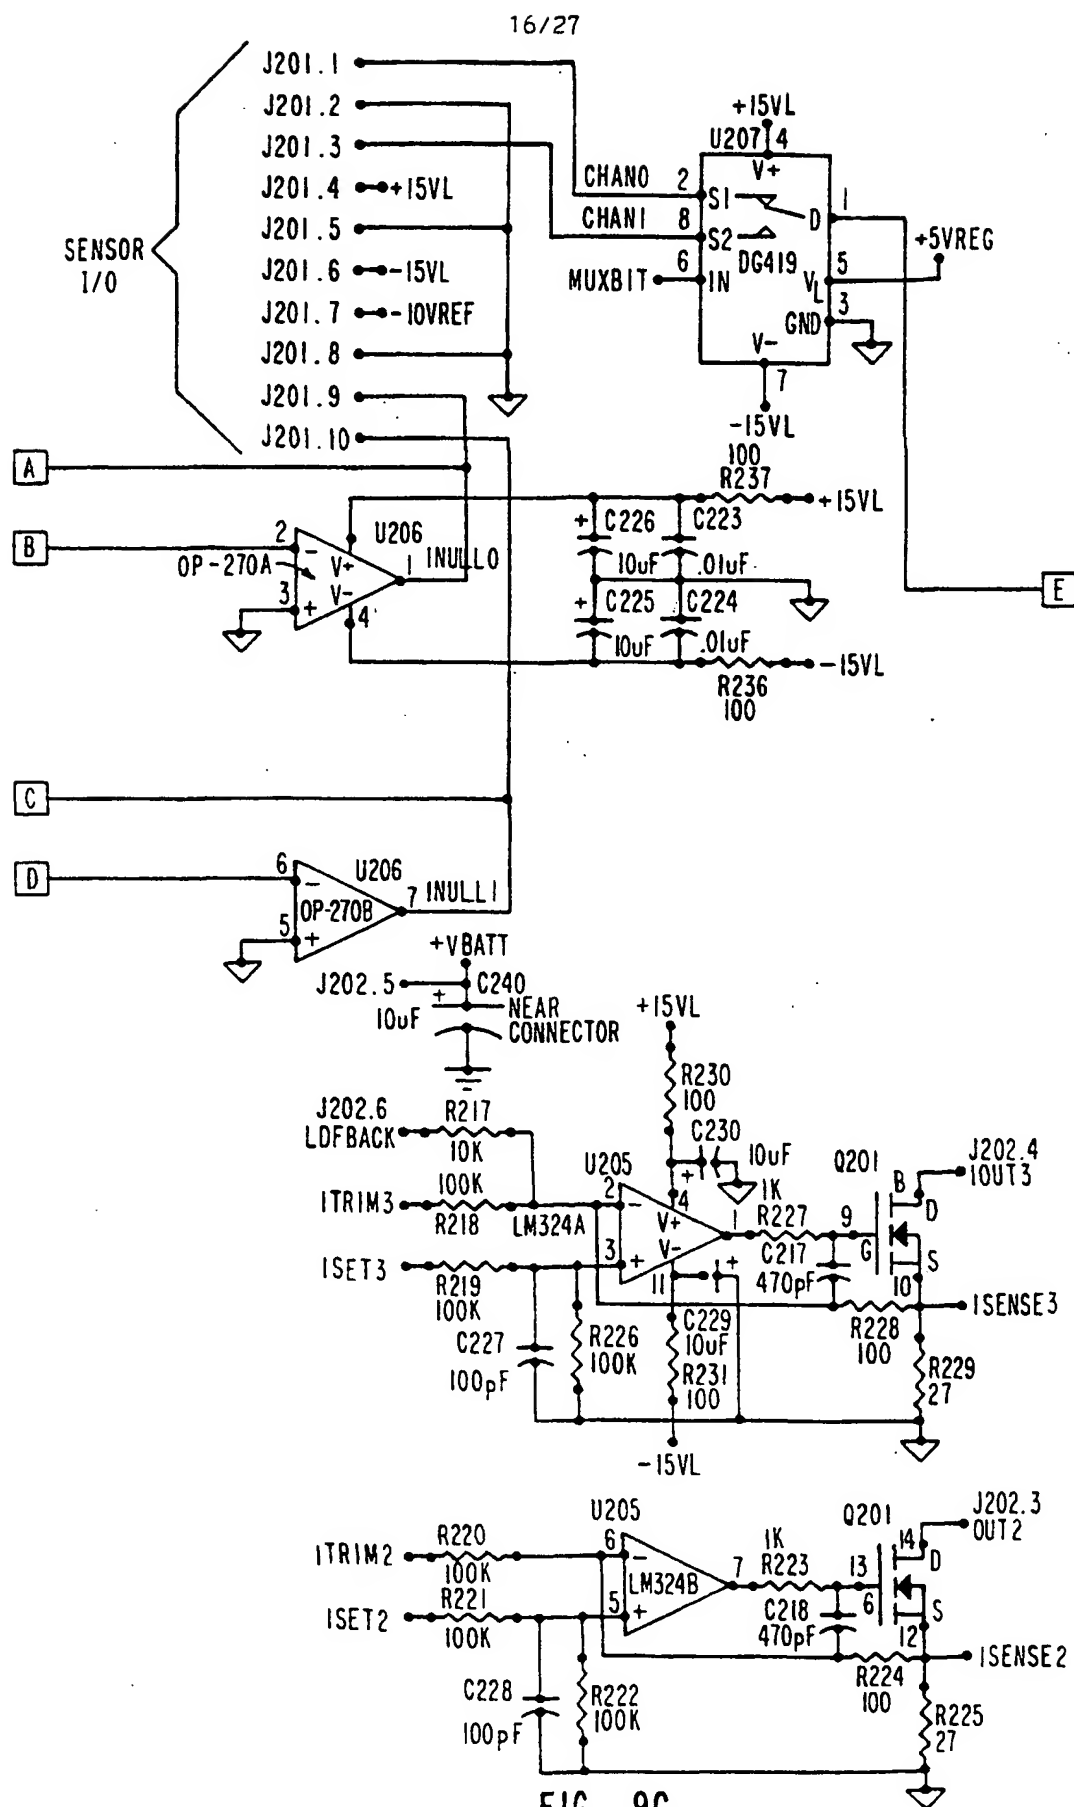 16/27
J201.1
J201.2
J201.3
J201.4 +15VL
J201.5
J201.6 -15VL
J201.7 -10VREF
J201.8
J201.9
J201.10
SENSOR
I/O
+15VL
U207 4
V+
CHAN0 2 S1 D 1
CHAN1 8 S2
MUXBIT 6 IN DG419
+5VREG
5 VL
3 GND
V-
7
-15VL
A
B
C
D
E
100
R237
+15VL
C226 C223
+ 10uF .01uF
C225 C224
+ 10uF .01uF
R236
100
-15VL
2 - U206
OP-270A V+ 1 INULL0
V-
3 + 4
6 - U206
OP-270B 7 INULL1
5 +
+VBATT
J202.5 C240
+
10uF NEAR
CONNECTOR
+15VL
R230
100
C230
+ 10uF
J202.6
LDFBACK R217
10K
ITRIM3 100K
R218
LM324A
ISET3 R219
100K
U205
2 - 4
V+ 1
V-
3 + 11
1K
R227
C217
470pF
Q201
9 G
B D
S
10
J202.4
IOUT3
ISENSE3
R228
100
R229
27
C227
100pF
R226
100K
+
C229
10uF
R231
100
-15VL
U205
6 -
LM324B 7
5 +
ITRIM2 R220
100K
ISET2 R221
100K
1K
R223
C218
470pF
Q201
13 6
14 D
S
12
J202.3
OUT2
ISENSE2
R224
100
R225
27
C228
100pF
R222
100K
FIG. 9C